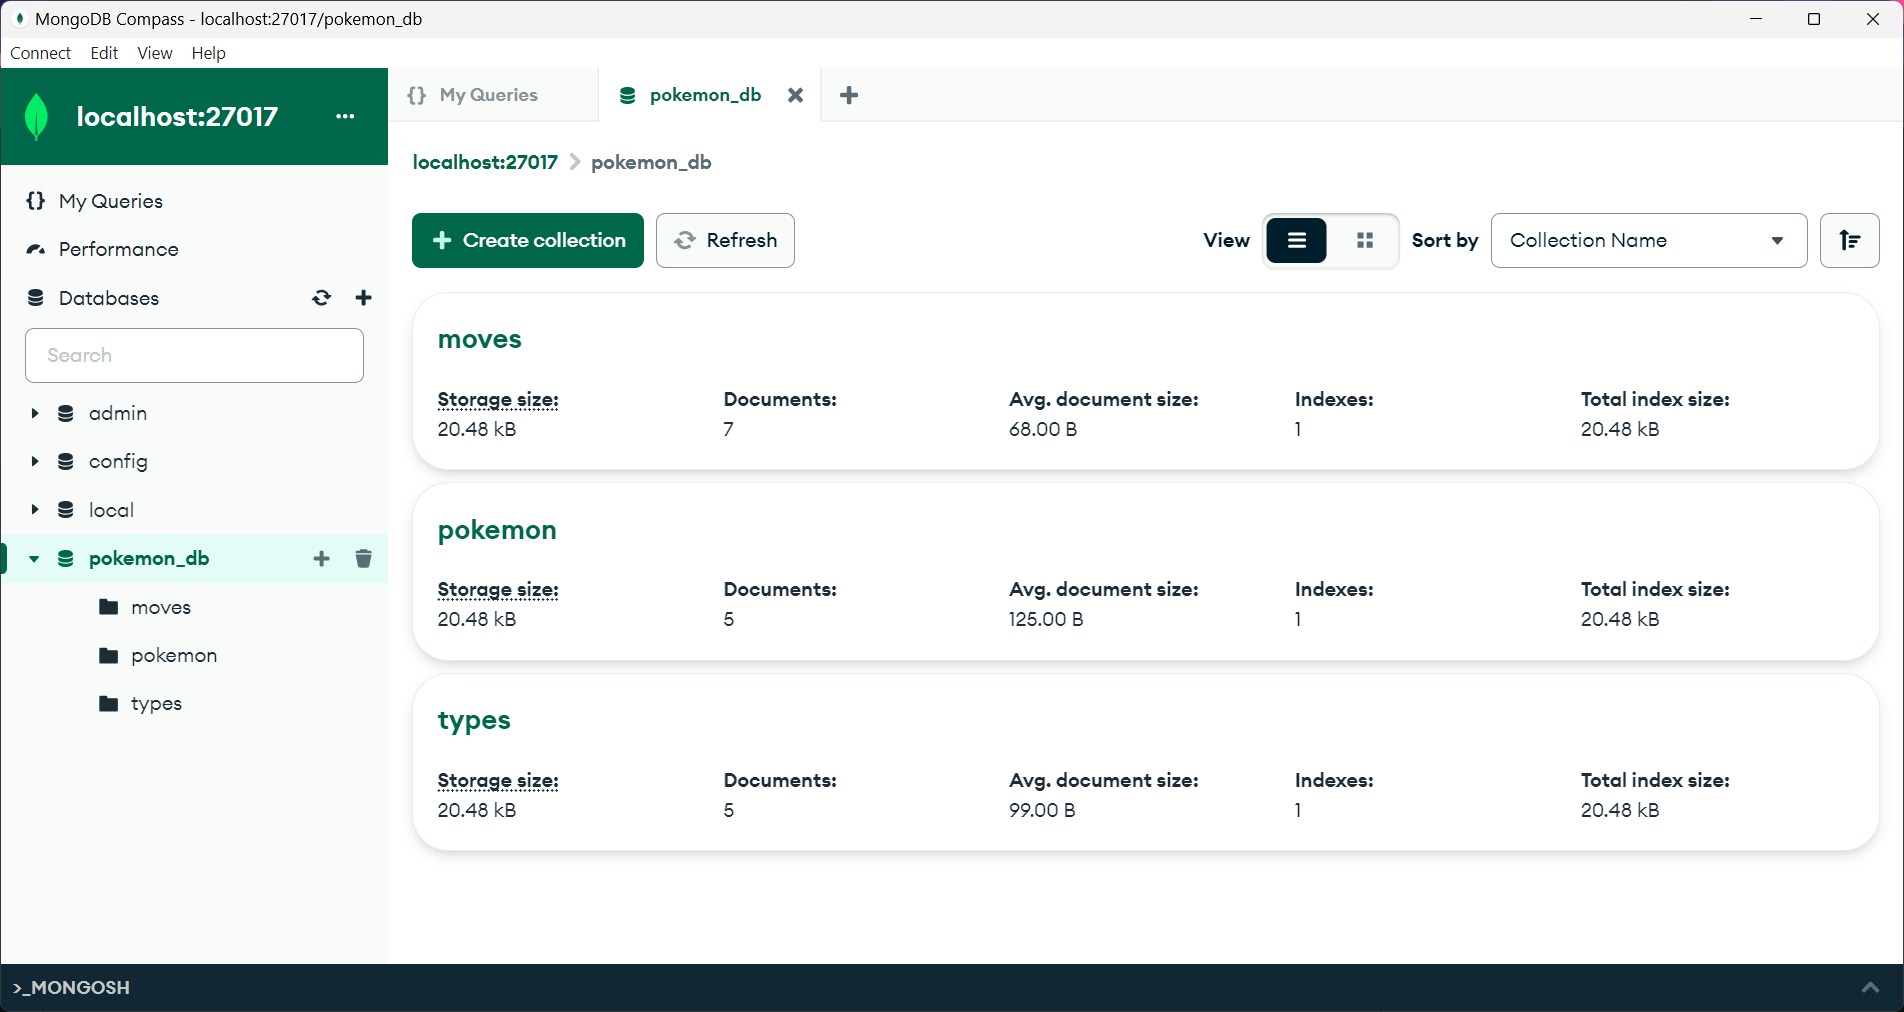 MongoDB Compass - localhost:27017/pokemon_db
Connect Edit View Help
localhost:27017 ...
My Queries
Performance
Databases
Search
admin
config
local
pokemon_db
moves
pokemon
types
{} My Queries
pokemon_db
localhost:27017 > pokemon_db
Create collection Refresh View Sort by Collection Name
moves
Storage size: Documents: Avg. document size: Indexes: Total index size:
20.48 kB 7 68.00 B 1 20.48 kB
pokemon
Storage size: Documents: Avg. document size: Indexes: Total index size:
20.48 kB 5 125.00 B 1 20.48 kB
types
Storage size: Documents: Avg. document size: Indexes: Total index size:
20.48 kB 5 99.00 B 1 20.48 kB
>_MONGOSH